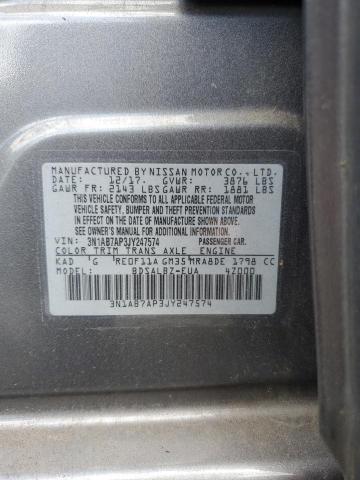 MANUFACTURED BY NISSAN MOTOR CO., LTD.
DATE: 12/17. GVWR: 3876 LBS
GAWR FR: 2143 LBS GAWR RR: 1881 LBS
THIS VEHICLE CONFORMS TO ALL APPLICABLE FEDERAL MOTOR
VEHICLE SAFETY, BUMPER, AND THEFT PREVENTION STANDARDS
IN EFFECT ON THE DATE OF MANUFACTURE SHOWN ABOVE.
SEE OWNER'S MANUAL FOR ADDITIONAL INFORMATION
VIN: 3N1AB7AP3JY247574 PASSENGER CAR.
COLOR TRIM TRANS AXLE ENGINE
KAD G RE0F11A GM35 MRA8DE 1798 CC
MODEL: BDSALBZ-EUA 4Z000
3N1AB7AP3JY247574